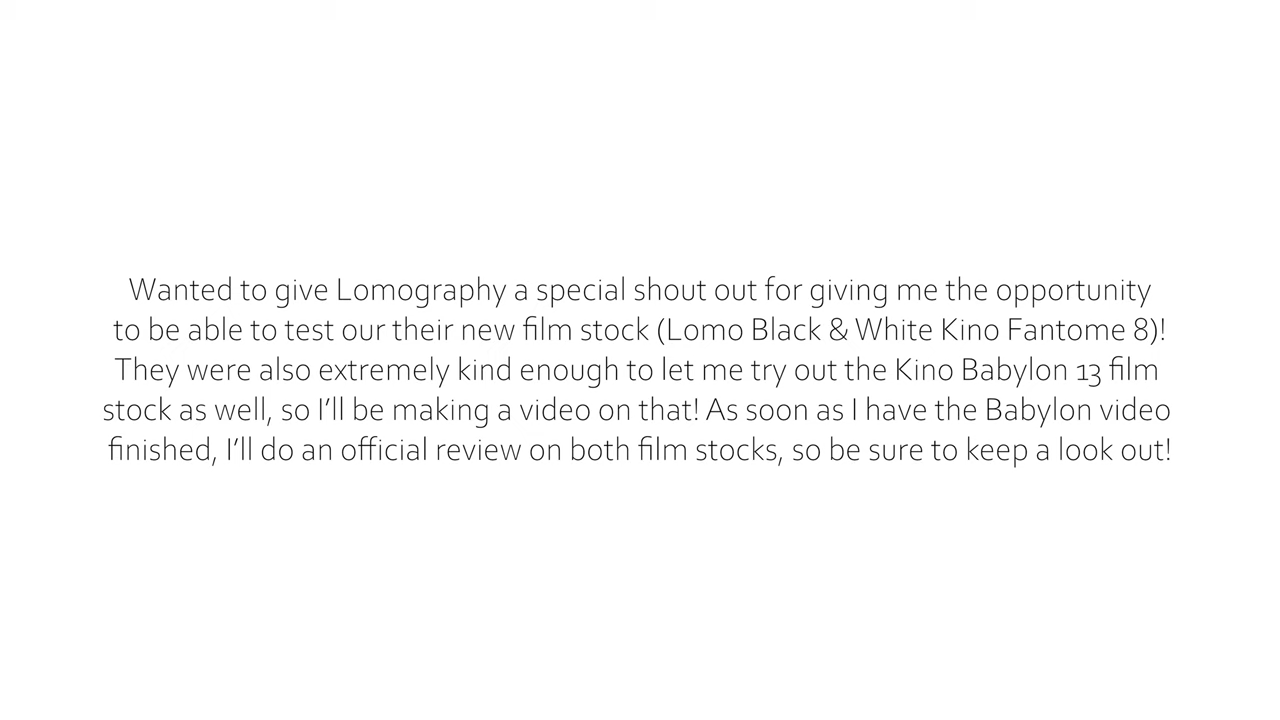 Wanted to give Lomography a special shout out for giving me the opportunity
to be able to test our their new film stock (Lomo Black & White Kino Fantome 8)!
They were also extremely kind enough to let me try out the Kino Babylon 13 film
stock as well, so I’ll be making a video on that! As soon as I have the Babylon video
finished, I’ll do an official review on both film stocks, so be sure to keep a look out!